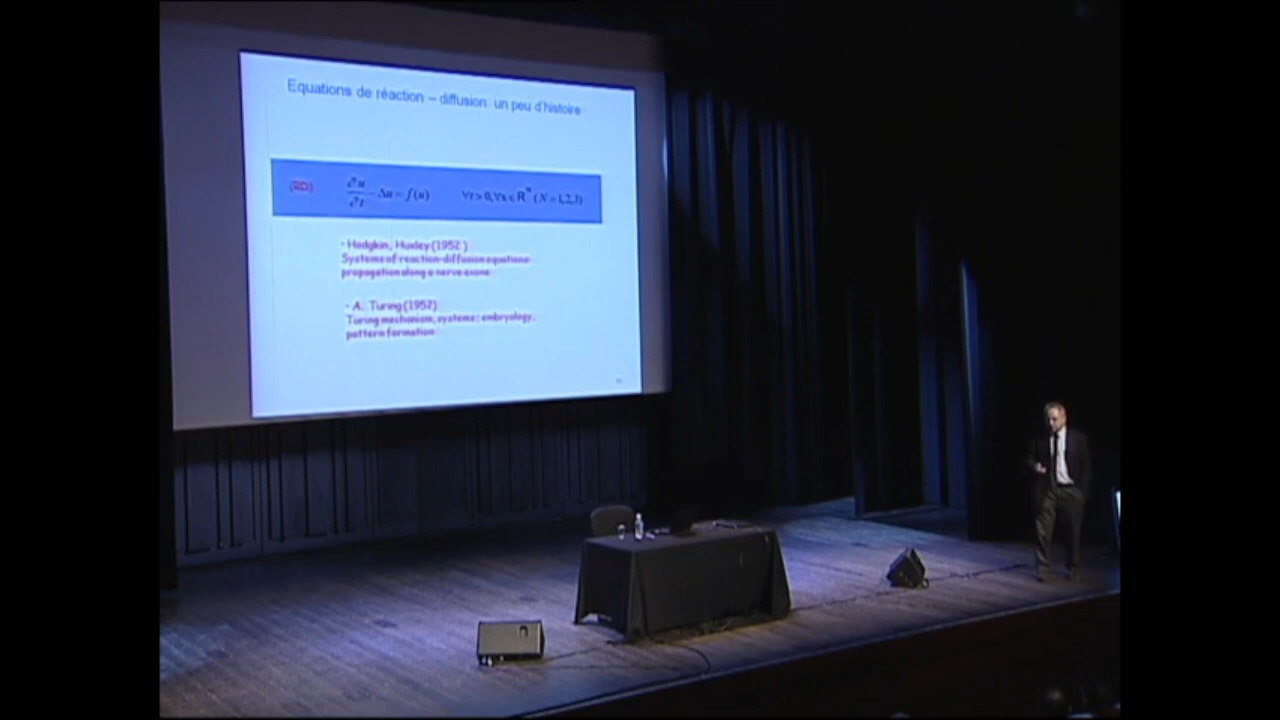 Equations de réaction – diffusion: un peu d'histoire
(RD) ∂u/∂t − Δu = f(u) ∀t > 0, ∀x ∈ R^N (N = 1,2,3)
- Hodgkin, Huxley (1952 )
Systems of reaction-diffusion equations:
propagation along a nerve axone
- A. Turing (1952)
Turing mechanism, systems; embryology,
pattern formation